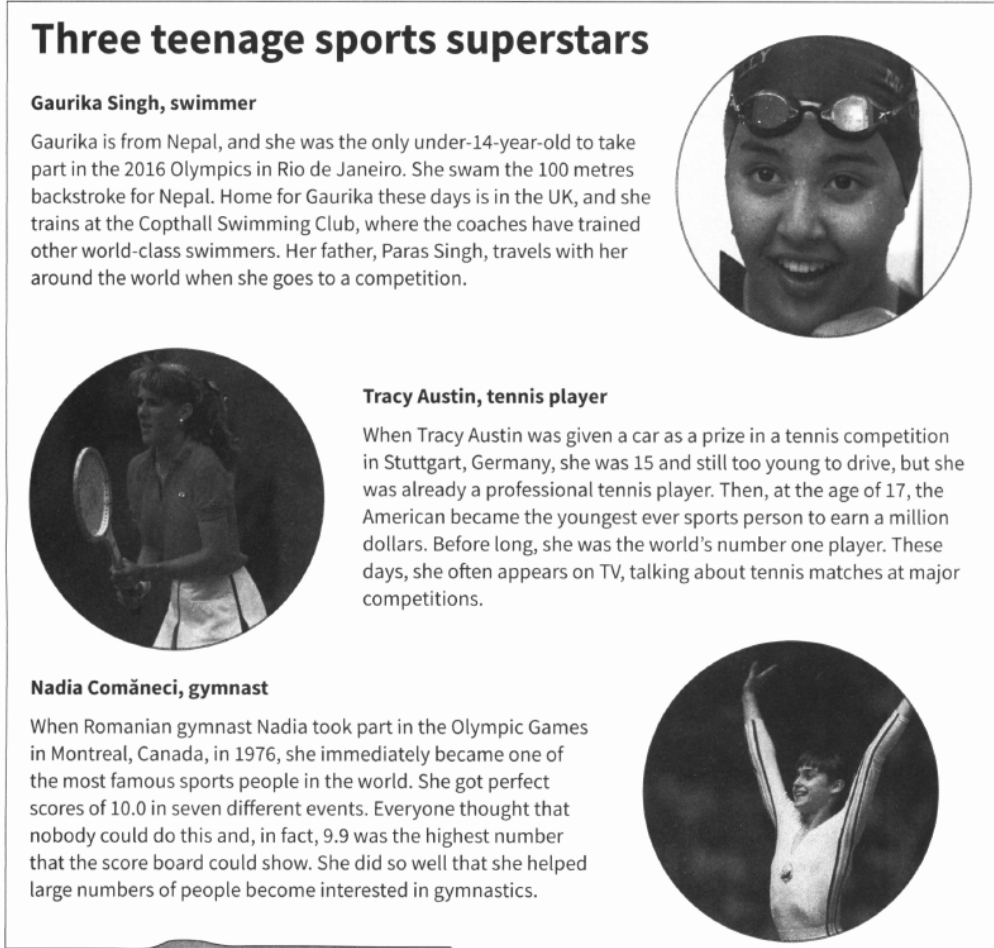 Three teenage sports superstars
Gaurika Singh, swimmer
Gaurika is from Nepal, and she was the only under-14-year-old to take
part in the 2016 Olympics in Rio de Janeiro. She swam the 100 metres
backstroke for Nepal. Home for Gaurika these days is in the UK, and she
trains at the Copthall Swimming Club, where the coaches have trained
other world-class swimmers. Her father, Paras Singh, travels with her
around the world when she goes to a competition.
Tracy Austin, tennis player
When Tracy Austin was given a car as a prize in a tennis competition
in Stuttgart, Germany, she was 15 and still too young to drive, but she
was already a professional tennis player. Then, at the age of 17, the
American became the youngest ever sports person to earn a million
dollars. Before long, she was the world's number one player. These
days, she often appears on TV, talking about tennis matches at major
competitions.
Nadia Comăneci, gymnast
When Romanian gymnast Nadia took part in the Olympic Games
in Montreal, Canada, in 1976, she immediately became one of
the most famous sports people in the world. She got perfect
scores of 10.0 in seven different events. Everyone thought that
nobody could do this and, in fact, 9.9 was the highest number
that the score board could show. She did so well that she helped
large numbers of people become interested in gymnastics.